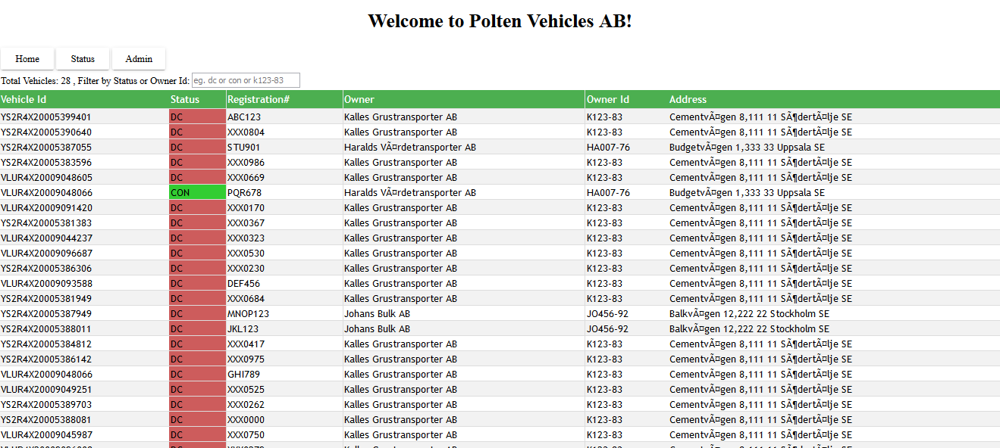 Welcome to Polten Vehicles AB!
Home Status Admin
Total Vehicles: 28 , Filter by Status or Owner Id: eg. dc or con or k123-83
Vehicle Id Status Registration# Owner Owner Id Address
YS2R4X20005399401 DC ABC123 Kalles Grustransporter AB K123-83 CementvÃ¤gen 8,111 11 SÃ¶dertÃ¤lje SE
YS2R4X20005390640 DC XXX0804 Kalles Grustransporter AB K123-83 CementvÃ¤gen 8,111 11 SÃ¶dertÃ¤lje SE
YS2R4X20005387055 DC STU901 Haralds VÃ¤rdetransporter AB HA007-76 BudgetvÃ¤gen 1,333 33 Uppsala SE
YS2R4X20005383596 DC XXX0986 Kalles Grustransporter AB K123-83 CementvÃ¤gen 8,111 11 SÃ¶dertÃ¤lje SE
VLUR4X20009048605 DC XXX0669 Kalles Grustransporter AB K123-83 CementvÃ¤gen 8,111 11 SÃ¶dertÃ¤lje SE
VLUR4X20009048066 CON PQR678 Haralds VÃ¤rdetransporter AB HA007-76 BudgetvÃ¤gen 1,333 33 Uppsala SE
VLUR4X20009091420 DC XXX0170 Kalles Grustransporter AB K123-83 CementvÃ¤gen 8,111 11 SÃ¶dertÃ¤lje SE
YS2R4X20005381383 DC XXX0367 Kalles Grustransporter AB K123-83 CementvÃ¤gen 8,111 11 SÃ¶dertÃ¤lje SE
VLUR4X20009044237 DC XXX0323 Kalles Grustransporter AB K123-83 CementvÃ¤gen 8,111 11 SÃ¶dertÃ¤lje SE
VLUR4X20009096687 DC XXX0530 Kalles Grustransporter AB K123-83 CementvÃ¤gen 8,111 11 SÃ¶dertÃ¤lje SE
YS2R4X20005386306 DC XXX0230 Kalles Grustransporter AB K123-83 CementvÃ¤gen 8,111 11 SÃ¶dertÃ¤lje SE
VLUR4X20009093588 DC DEF456 Kalles Grustransporter AB K123-83 CementvÃ¤gen 8,111 11 SÃ¶dertÃ¤lje SE
YS2R4X20005381949 DC XXX0684 Kalles Grustransporter AB K123-83 CementvÃ¤gen 8,111 11 SÃ¶dertÃ¤lje SE
YS2R4X20005387949 DC MNOP123 Johans Bulk AB JO456-92 BalkvÃ¤gen 12,222 22 Stockholm SE
YS2R4X20005388011 DC JKL123 Johans Bulk AB JO456-92 BalkvÃ¤gen 12,222 22 Stockholm SE
YS2R4X20005384812 DC XXX0417 Kalles Grustransporter AB K123-83 CementvÃ¤gen 8,111 11 SÃ¶dertÃ¤lje SE
YS2R4X20005386142 DC XXX0975 Kalles Grustransporter AB K123-83 CementvÃ¤gen 8,111 11 SÃ¶dertÃ¤lje SE
VLUR4X20009048066 DC GHI789 Kalles Grustransporter AB K123-83 CementvÃ¤gen 8,111 11 SÃ¶dertÃ¤lje SE
VLUR4X20009049251 DC XXX0525 Kalles Grustransporter AB K123-83 CementvÃ¤gen 8,111 11 SÃ¶dertÃ¤lje SE
YS2R4X20005389703 DC XXX0262 Kalles Grustransporter AB K123-83 CementvÃ¤gen 8,111 11 SÃ¶dertÃ¤lje SE
YS2R4X20005388081 DC XXX0000 Kalles Grustransporter AB K123-83 CementvÃ¤gen 8,111 11 SÃ¶dertÃ¤lje SE
VLUR4X20009045987 DC XXX0750 Kalles Grustransporter AB K123-83 CementvÃ¤gen 8,111 11 SÃ¶dertÃ¤lje SE